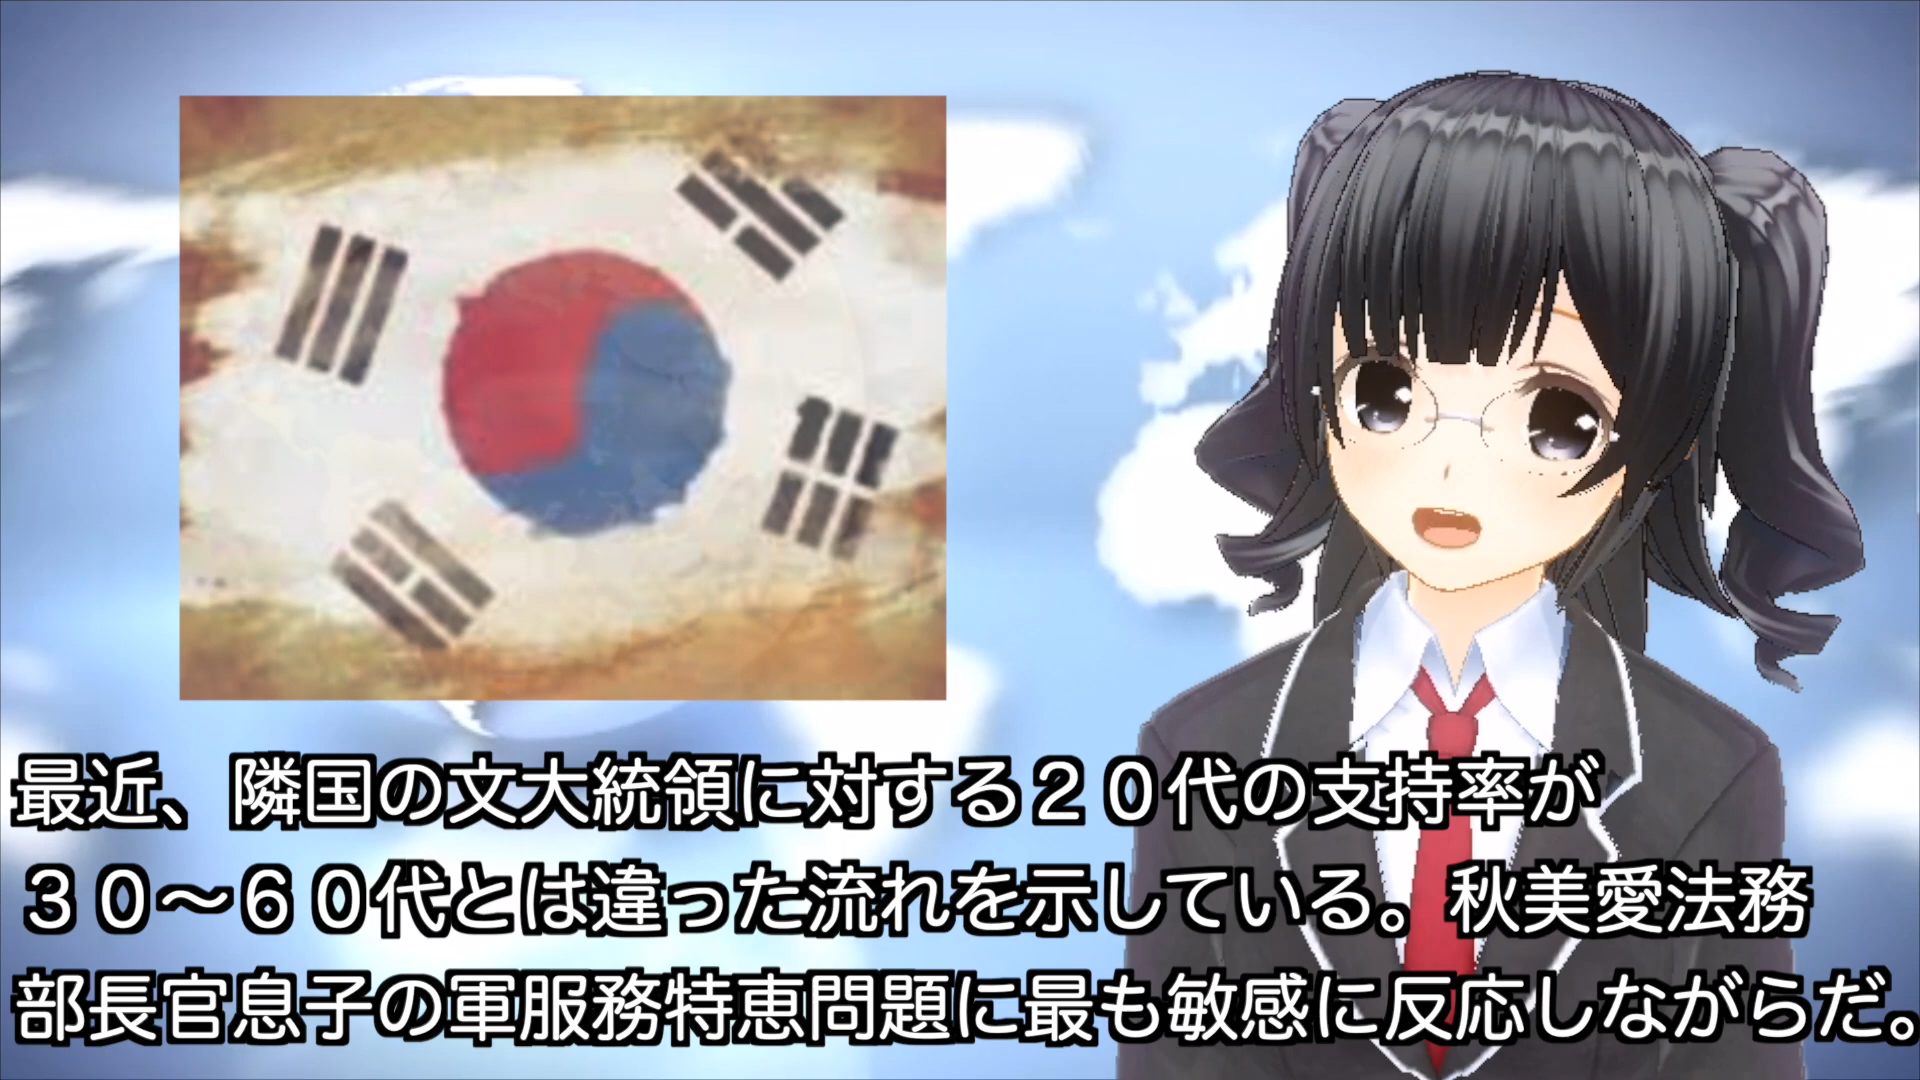 最近、隣国の文大統領に対する２０代の支持率が
３０〜６０代とは違った流れを示している。秋美愛法務
部長官息子の軍服務特恵問題に最も敏感に反応しながらだ。